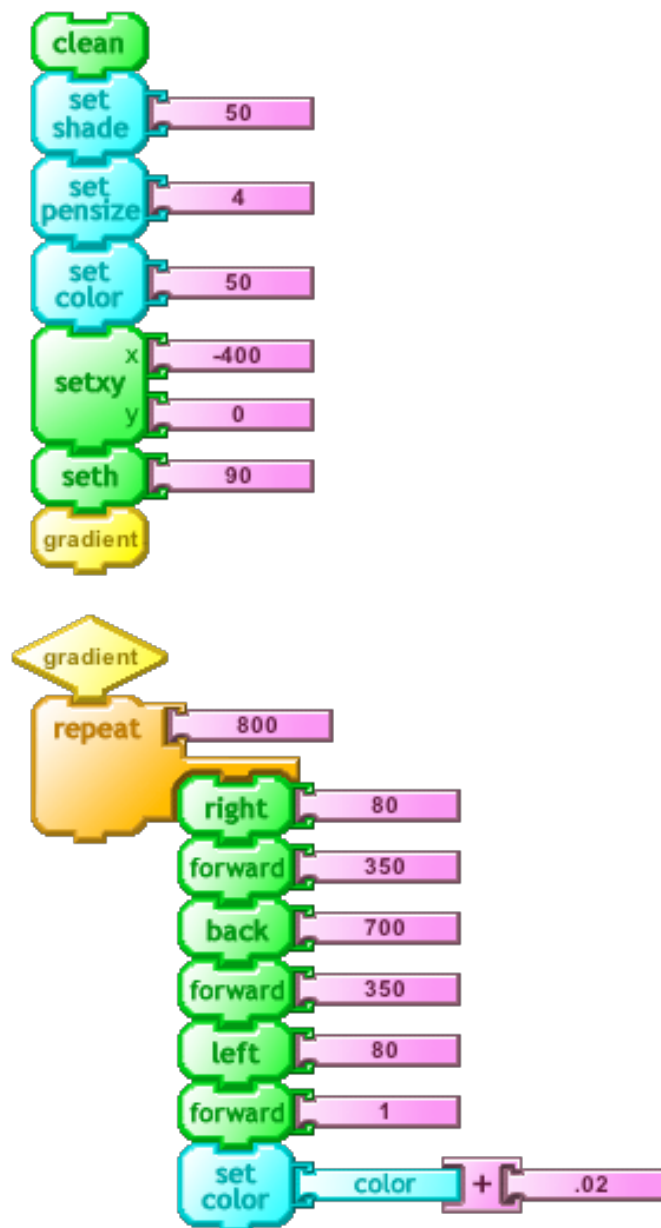 clean
set shade 50
set pensize 4
set color 50
setxy x -400
y 0
seth 90
gradient
gradient
repeat 800
right 80
forward 350
back 700
forward 350
left 80
forward 1
set color color + .02